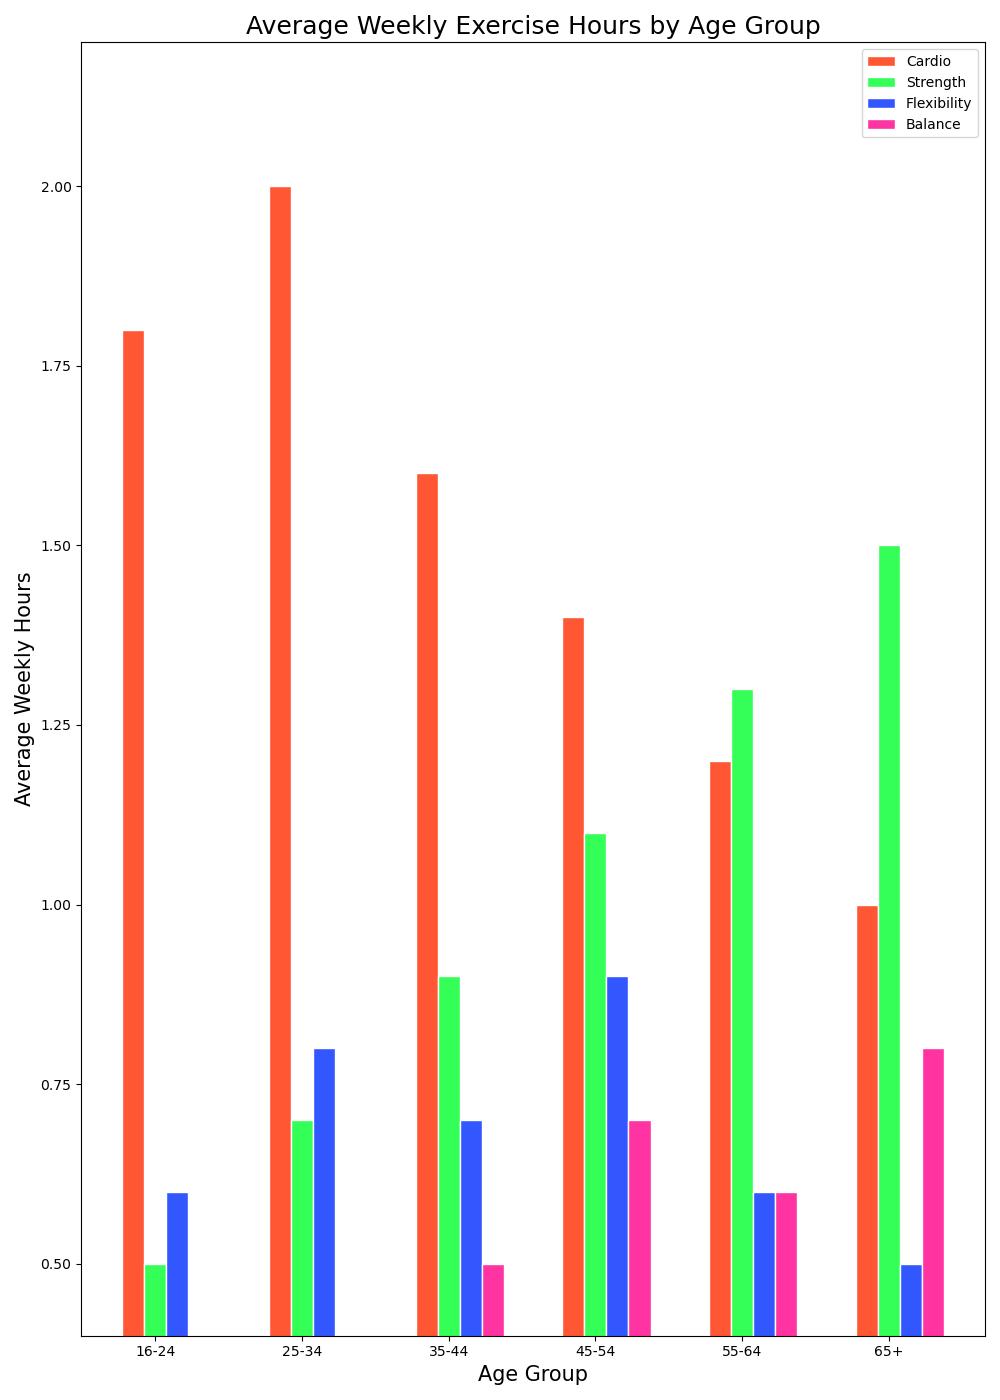 Average Weekly Exercise Hours by Age Group
Cardio
Strength
Flexibility
Balance
2.00
1.75
1.50
1.25
1.00
0.75
0.50
Average Weekly Hours
16-24
25-34
35-44
45-54
55-64
65+
Age Group